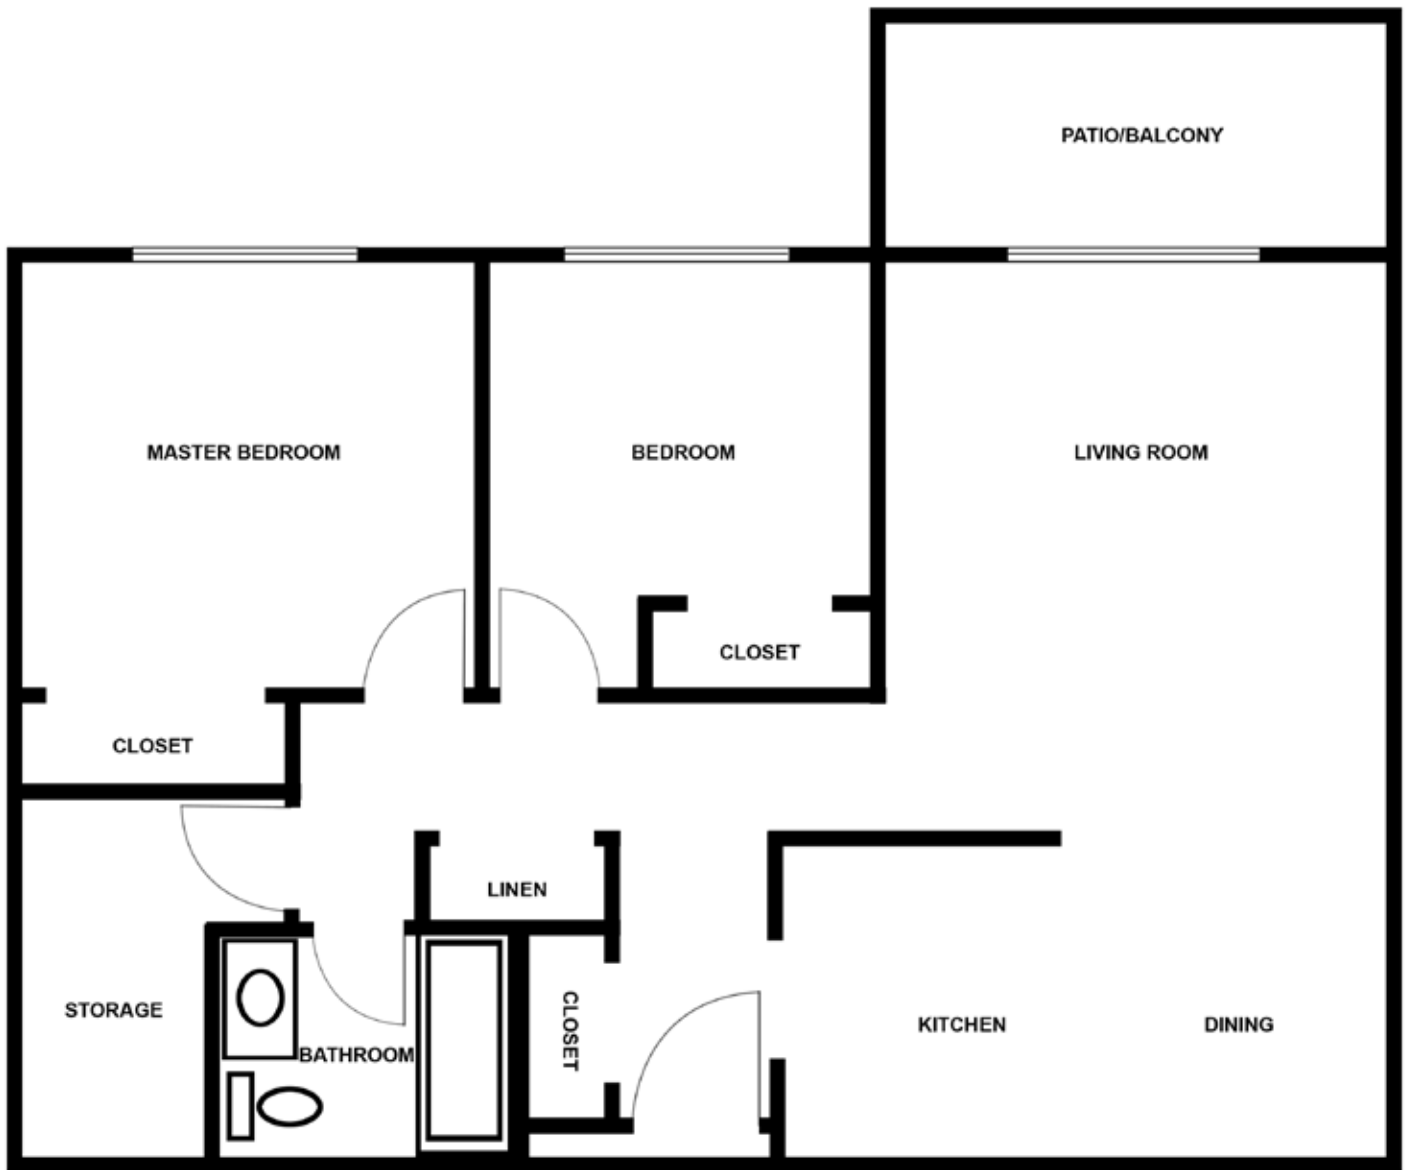 PATIO/BALCONY
MASTER BEDROOM
BEDROOM
LIVING ROOM
CLOSET
CLOSET
LINEN
STORAGE
BATHROOM
CLOSET
KITCHEN
DINING